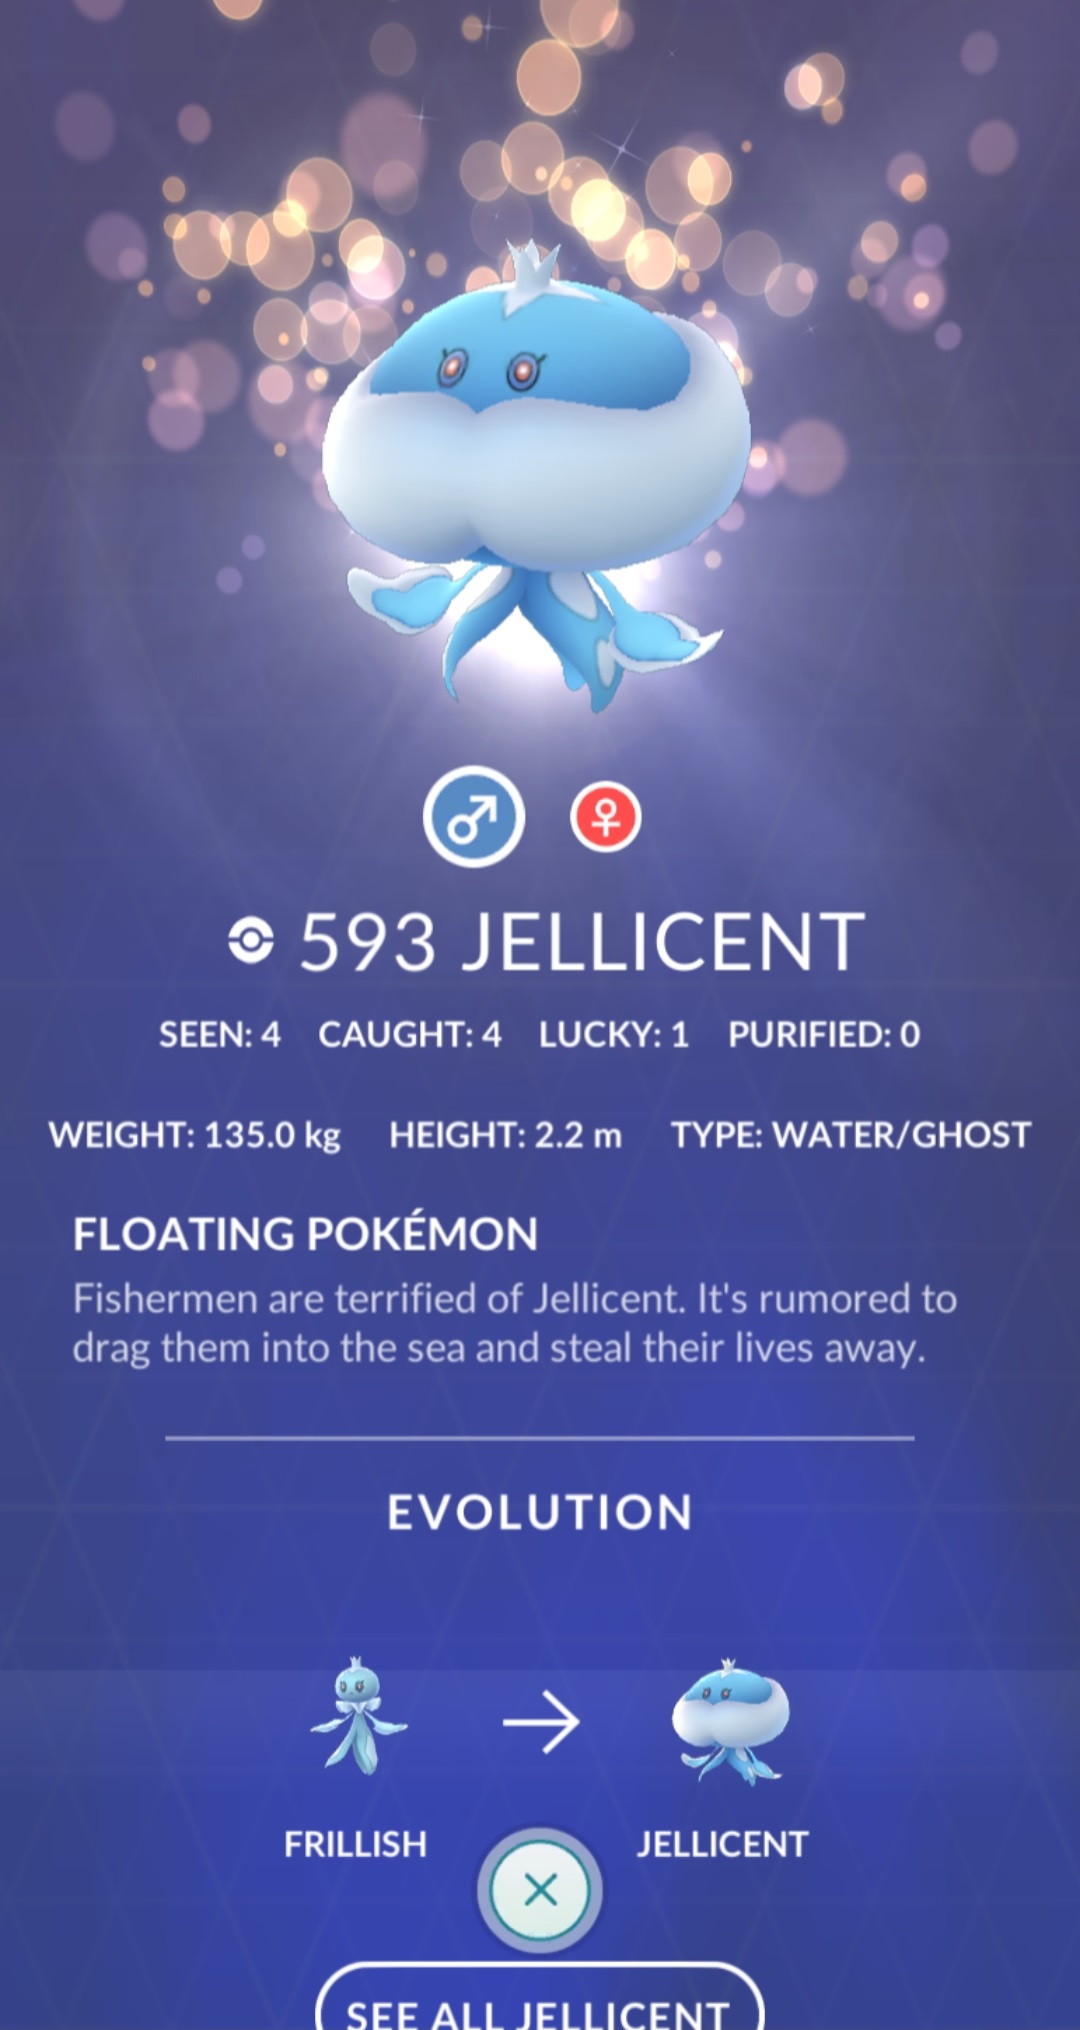 593 JELLICENT
SEEN: 4 CAUGHT: 4 LUCKY: 1 PURIFIED: 0
WEIGHT: 135.0 kg HEIGHT: 2.2 m TYPE: WATER/GHOST
FLOATING POKÉMON
Fishermen are terrified of Jellicent. It's rumored to
drag them into the sea and steal their lives away.
EVOLUTION
FRILLISH JELLICENT
SEE ALL JELLICENT